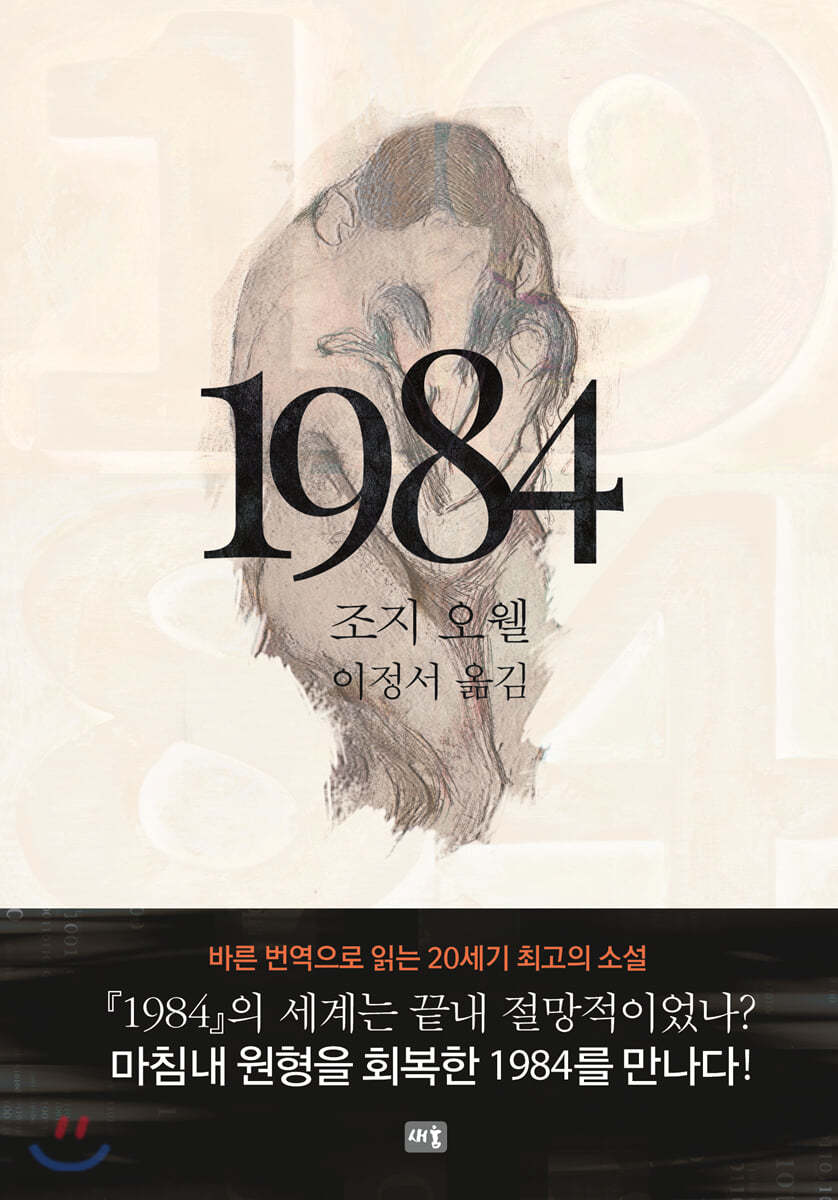 1984
조지 오웰
이정서 옮김
바른 번역으로 읽는 20세기 최고의 소설
『1984』의 세계는 끝내 절망적이었나?
마침내 원형을 회복한 1984를 만나다!
새움